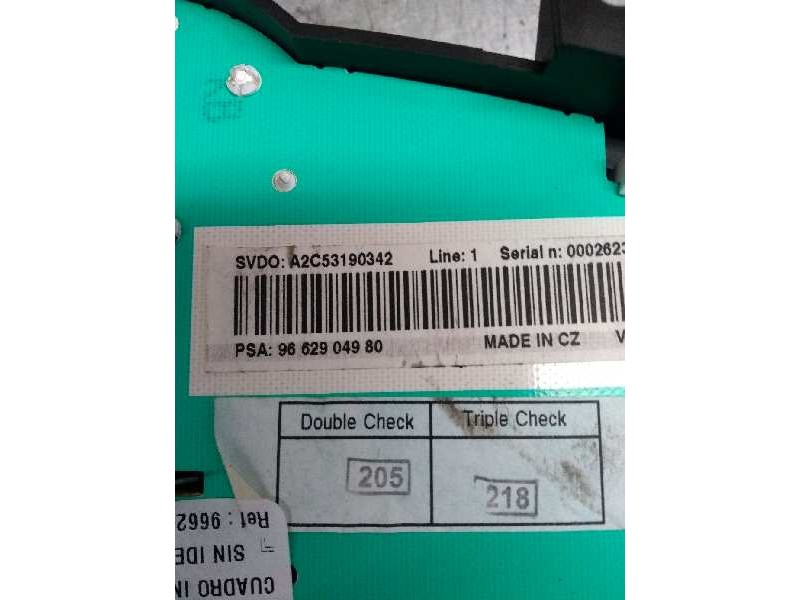 SVDO: A2C53190342 Line: 1 Serial n: 0002623
PSA: 96 629 049 80 MADE IN CZ V
Double Check Triple Check
205 218
CUADRO IN
SIN IDE
Ref: 9662